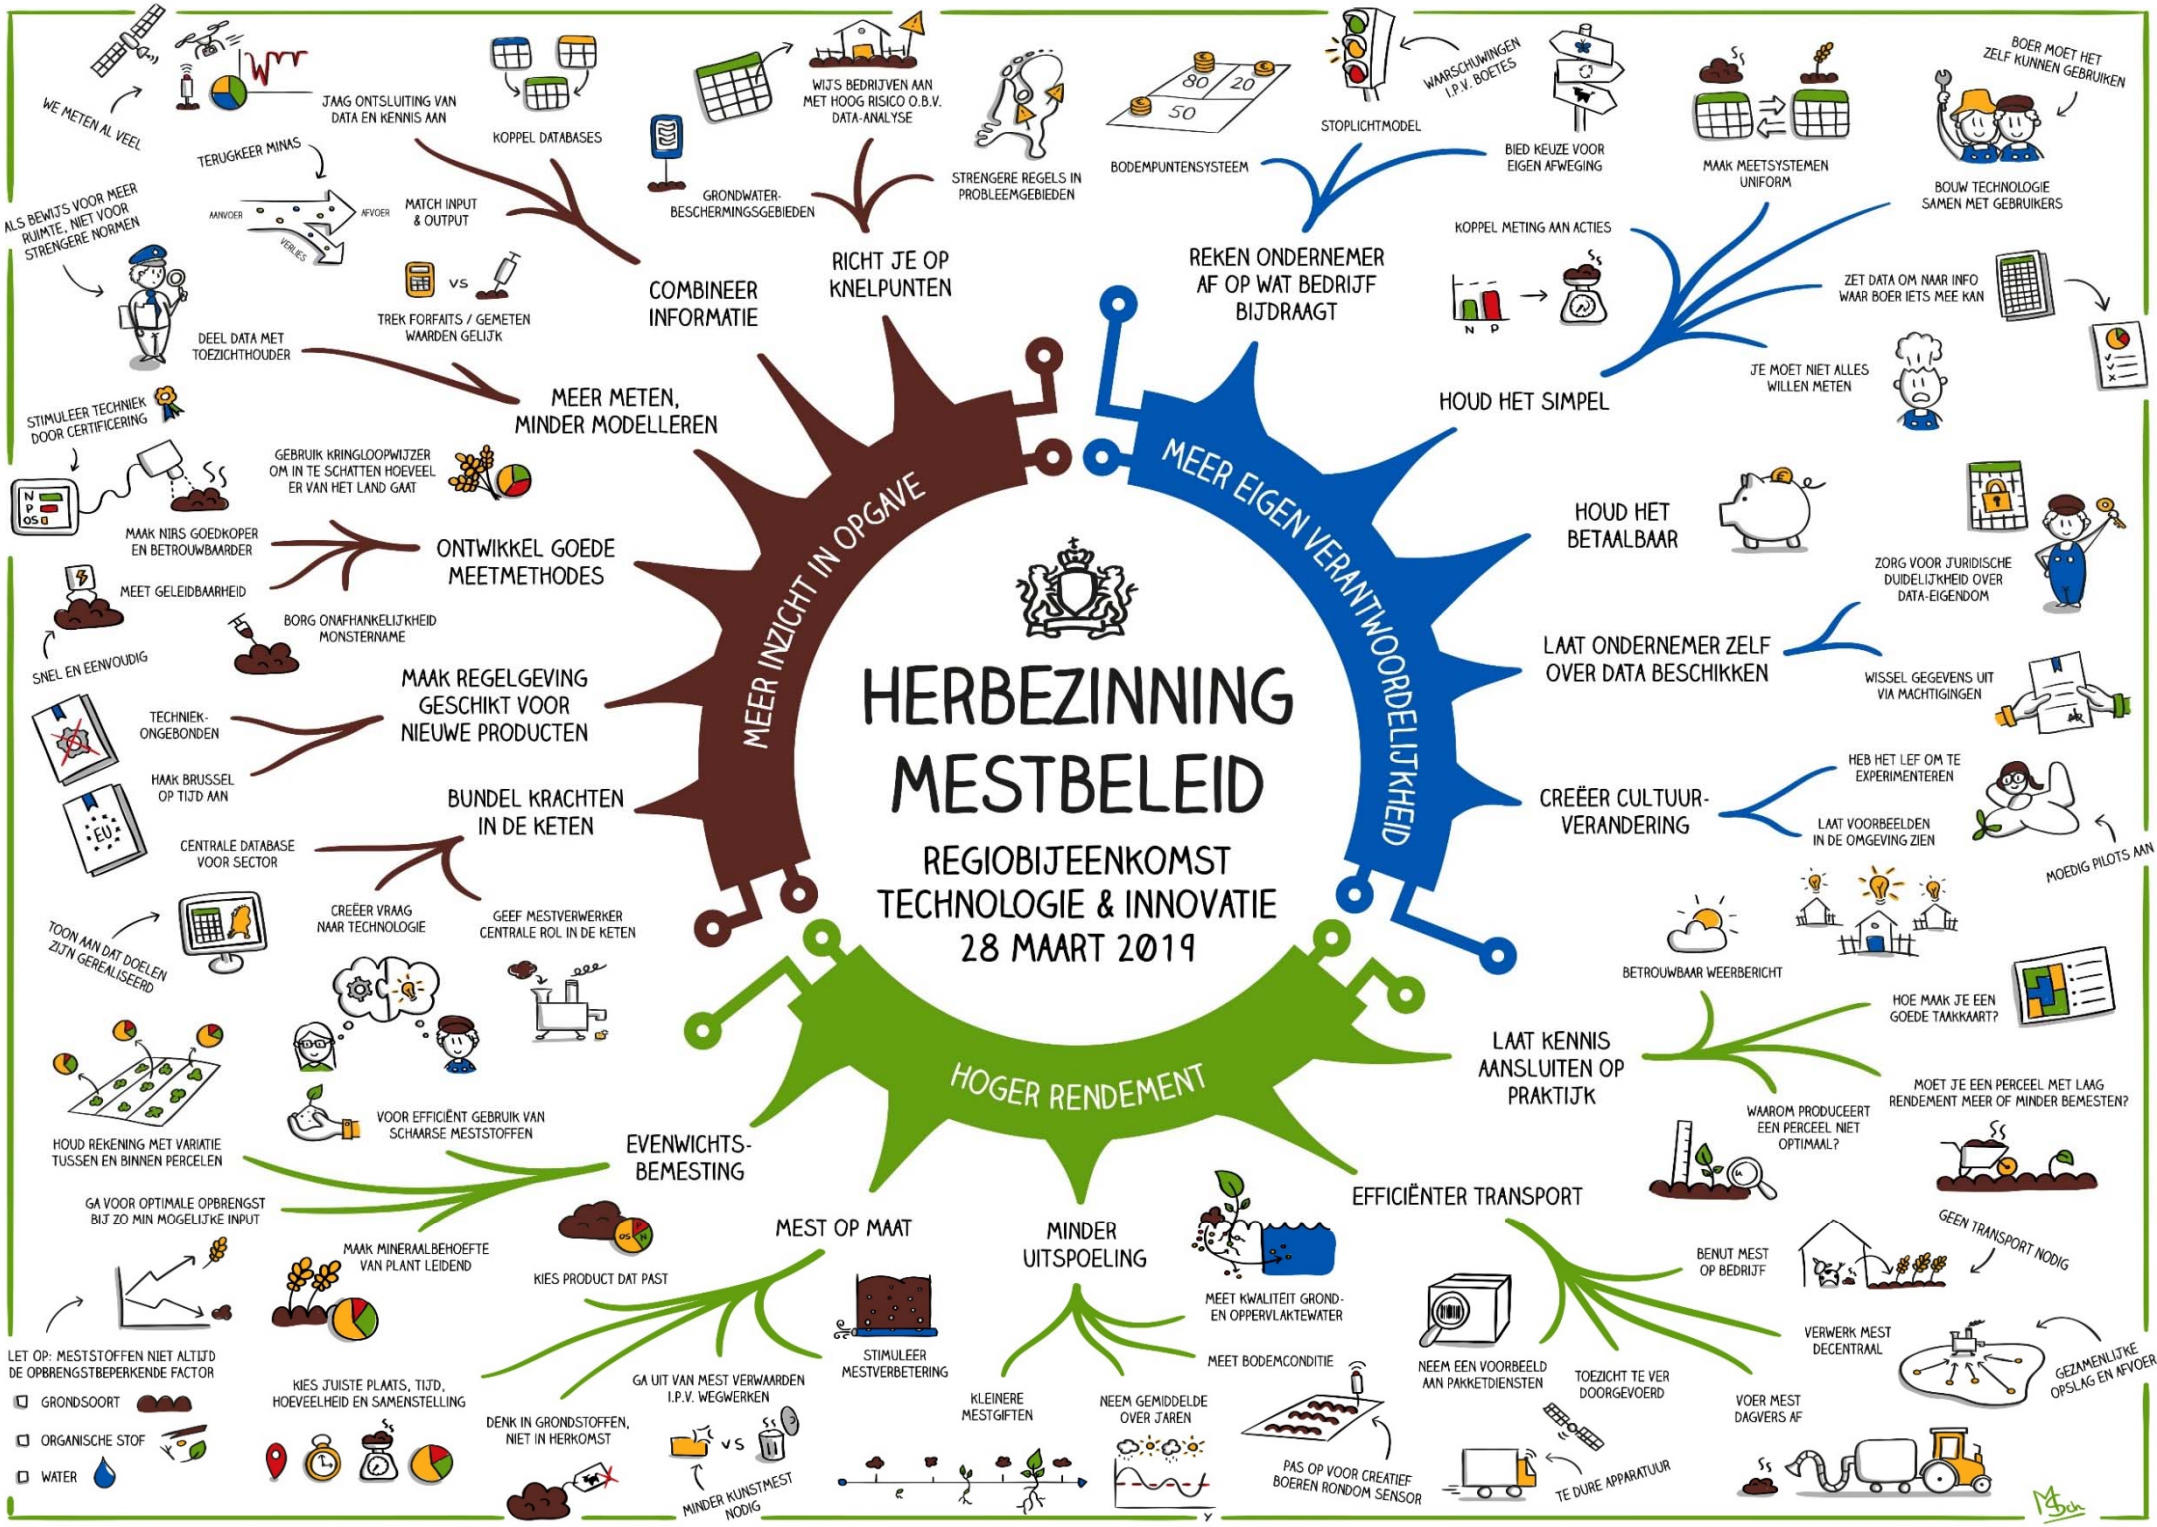 HERBEZINNING
MESTBELEID
REGIOBIJEENKOMST
TECHNOLOGIE & INNOVATIE
28 MAART 2019
MEER INZICHT IN OPGAVE
COMBINEER
INFORMATIE
WE METEN AL VEEL
JAAG ONTSLUITING VAN
DATA EN KENNIS AAN
KOPPEL DATABASES
TERUGKEER MINAS
AANVOER
AFVOER
VERLIES
MATCH INPUT
& OUTPUT
RICHT JE OP
KNELPUNTEN
WIJS BEDRIJVEN AAN
MET HOOG RISICO O.B.V.
DATA-ANALYSE
GRONDWATER-
BESCHERMINGSGEBIEDEN
STRENGERE REGELS IN
PROBLEEMGEBIEDEN
MEER METEN,
MINDER MODELLEREN
ALS BEWIJS VOOR MEER
RUIMTE, NIET VOOR
STRENGERE NORMEN
DEEL DATA MET
TOEZICHTHOUDER
VS
TREK FORFAITS / GEMETEN
WAARDEN GELIJK
ONTWIKKEL GOEDE
MEETMETHODES
STIMULEER TECHNIEK
DOOR CERTIFICERING
N
P
OS
GEBRUIK KRINGLOOPWIJZER
OM IN TE SCHATTEN HOEVEEL
ER VAN HET LAND GAAT
MAAK NIRS GOEDKOPER
EN BETROUWBAARDER
MEET GELEIDBAARHEID
SNEL EN EENVOUDIG
BORG ONAFHANKELIJKHEID
MONSTERNAME
MAAK REGELGEVING
GESCHIKT VOOR
NIEUWE PRODUCTEN
TECHNIEK-
ONGEBONDEN
HAAK BRUSSEL
OP TIJD AAN
EU
BUNDEL KRACHTEN
IN DE KETEN
CENTRALE DATABASE
VOOR SECTOR
TOON AAN DAT DOELEN
ZIJN GEREALISEERD
CREËER VRAAG
NAAR TECHNOLOGIE
GEEF MESTVERWERKER
CENTRALE ROL IN DE KETEN
MEER EIGEN VERANTWOORDELIJKHEID
REKEN ONDERNEMER
AF OP WAT BEDRIJF
BIJDRAAGT
80
20
50
BODEMPUNTENSYSTEEM
STOPLICHTMODEL
WAARSCHUWINGEN
I.P.V. BOETES
BIED KEUZE VOOR
EIGEN AFWEGING
HOUD HET SIMPEL
KOPPEL METING AAN ACTIES
N P
MAAK MEETSYSTEMEN
UNIFORM
BOER MOET HET
ZELF KUNNEN GEBRUIKEN
BOUW TECHNOLOGIE
SAMEN MET GEBRUIKERS
ZET DATA OM NAAR INFO
WAAR BOER IETS MEE KAN
JE MOET NIET ALLES
WILLEN METEN
HOUD HET
BETAALBAAR
€
LAAT ONDERNEMER ZELF
OVER DATA BESCHIKKEN
ZORG VOOR JURIDISCHE
DUIDELIJKHEID OVER
DATA-EIGENDOM
WISSEL GEGEVENS UIT
VIA MACHTIGINGEN
CREËER CULTUUR-
VERANDERING
HEB HET LEF OM TE
EXPERIMENTEREN
LAAT VOORBEELDEN
IN DE OMGEVING ZIEN
MOEDIG PILOTS AAN
HOGER RENDEMENT
LAAT KENNIS
AANSLUITEN OP
PRAKTIJK
BETROUWBAAR WEERBERICHT
HOE MAAK JE EEN
GOEDE TAAKKAART?
MOET JE EEN PERCEEL MET LAAG
RENDEMENT MEER OF MINDER BEMESTEN?
WAAROM PRODUCEERT
EEN PERCEEL NIET
OPTIMAAL?
EFFICIËNTER TRANSPORT
BENUT MEST
OP BEDRIJF
GEEN TRANSPORT NODIG
VERWERK MEST
DECENTRAAL
GEZAMENLIJKE
OPSLAG EN AFVOER
VOER MEST
DAGVERS AF
TOEZICHT TE VER
DOORGEVOERD
TE DURE APPARATUUR
NEEM EEN VOORBEELD
AAN PAKKETDIENSTEN
MINDER
UITSPOELING
MEET KWALITEIT GROND-
EN OPPERVLAKTEWATER
MEET BODEMCONDITIE
PAS OP VOOR CREATIEF
BOEREN RONDOM SENSOR
NEEM GEMIDDELDE
OVER JAREN
Y
KLEINERE
MESTGIFTEN
MEST OP MAAT
P
OS N
KIES PRODUCT DAT PAST
STIMULEER
MESTVERBETERING
GA UIT VAN MEST VERWAARDEN
I.P.V. WEGWERKEN
VS
MINDER KUNSTMEST
NODIG
DENK IN GRONDSTOFFEN,
NIET IN HERKOMST
KIES JUISTE PLAATS, TIJD,
HOEVEELHEID EN SAMENSTELLING
EVENWICHTS-
BEMESTING
VOOR EFFICIËNT GEBRUIK VAN
SCHAARSE MESTSTOFFEN
HOUD REKENING MET VARIATIE
TUSSEN EN BINNEN PERCELEN
GA VOOR OPTIMALE OPBRENGST
BIJ ZO MIN MOGELIJKE INPUT
MAAK MINERAALBEHOEFTE
VAN PLANT LEIDEND
LET OP: MESTSTOFFEN NIET ALTIJD
DE OPBRENGSTBEPERKENDE FACTOR
GRONDSOORT
ORGANISCHE STOF
WATER